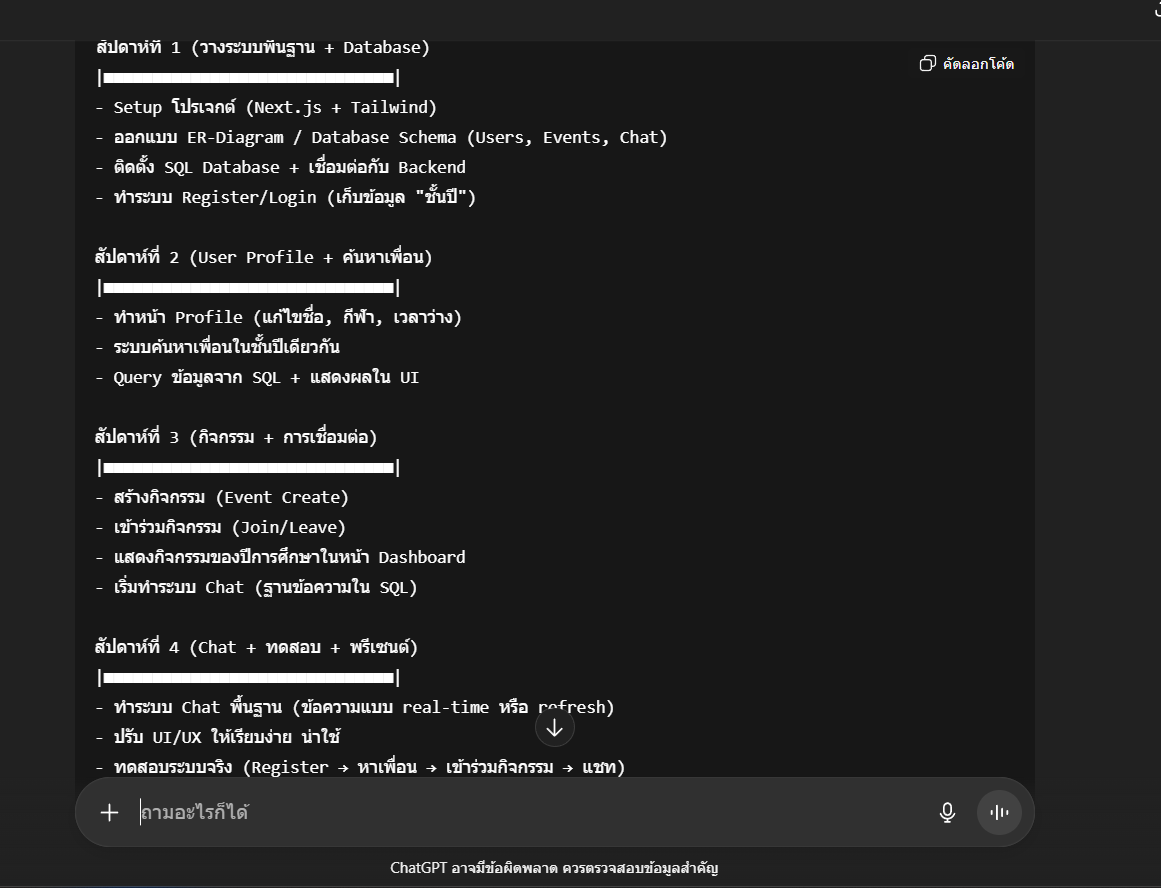 สัปดาห์ที่ 1 (วางระบบพื้นฐาน + Database)
คัดลอกโค้ด
- Setup โปรเจกต์ (Next.js + Tailwind)
- ออกแบบ ER-Diagram / Database Schema (Users, Events, Chat)
- ติดตั้ง SQL Database + เชื่อมต่อกับ Backend
- ทำระบบ Register/Login (เก็บข้อมูล "ชั้นปี")
สัปดาห์ที่ 2 (User Profile + ค้นหาเพื่อน)
- ทำหน้า Profile (แก้ไขชื่อ, กีฬา, เวลาว่าง)
- ระบบค้นหาเพื่อนในชั้นปีเดียวกัน
- Query ข้อมูลจาก SQL + แสดงผลใน UI
สัปดาห์ที่ 3 (กิจกรรม + การเชื่อมต่อ)
- สร้างกิจกรรม (Event Create)
- เข้าร่วมกิจกรรม (Join/Leave)
- แสดงกิจกรรมของปีการศึกษาในหน้า Dashboard
- เริ่มทำระบบ Chat (ฐานข้อความใน SQL)
สัปดาห์ที่ 4 (Chat + ทดสอบ + พรีเซนต์)
- ทำระบบ Chat พื้นฐาน (ข้อความแบบ real-time หรือ refresh)
- ปรับ UI/UX ให้เรียบง่าย น่าใช้
- ทดสอบระบบจริง (Register → หาเพื่อน → เข้าร่วมกิจกรรม → แชท)
ถามอะไรก็ได้
ChatGPT อาจมีข้อผิดพลาด ควรตรวจสอบข้อมูลสำคัญ